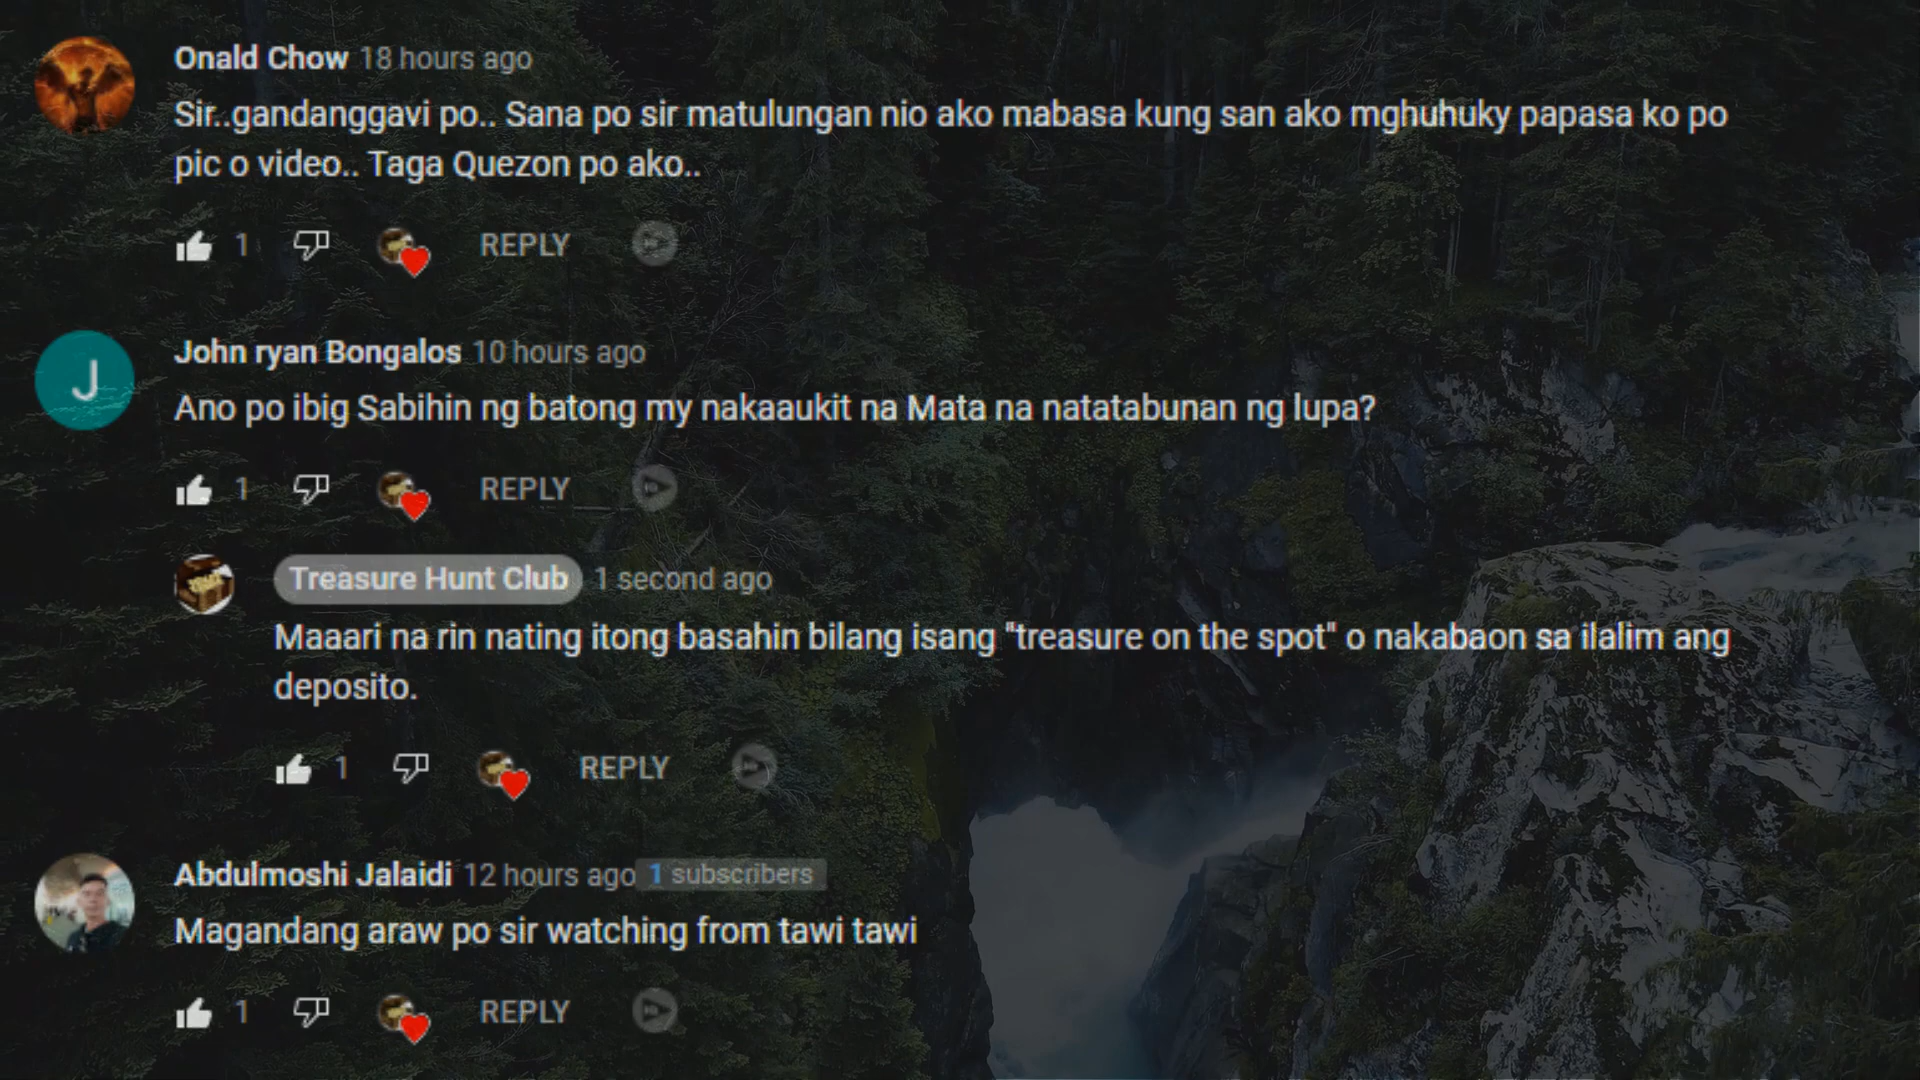 Onald Chow 18 hours ago
Sir..gandanggavi po.. Sana po sir matulungan nio ako mabasa kung san ako mghuhuky papasa ko po
pic o video.. Taga Quezon po ako..
1 REPLY
J
John ryan Bongalos 10 hours ago
Ano po ibig Sabihin ng batong my nakaaukit na Mata na natatabunan ng lupa?
1 REPLY
Treasure Hunt Club 1 second ago
Maaari na rin nating itong basahin bilang isang "treasure on the spot" o nakabaon sa ilalim ang
deposito.
1 REPLY
Abdulmoshi Jalaidi 12 hours ago 1 subscribers
Magandang araw po sir watching from tawi tawi
1 REPLY